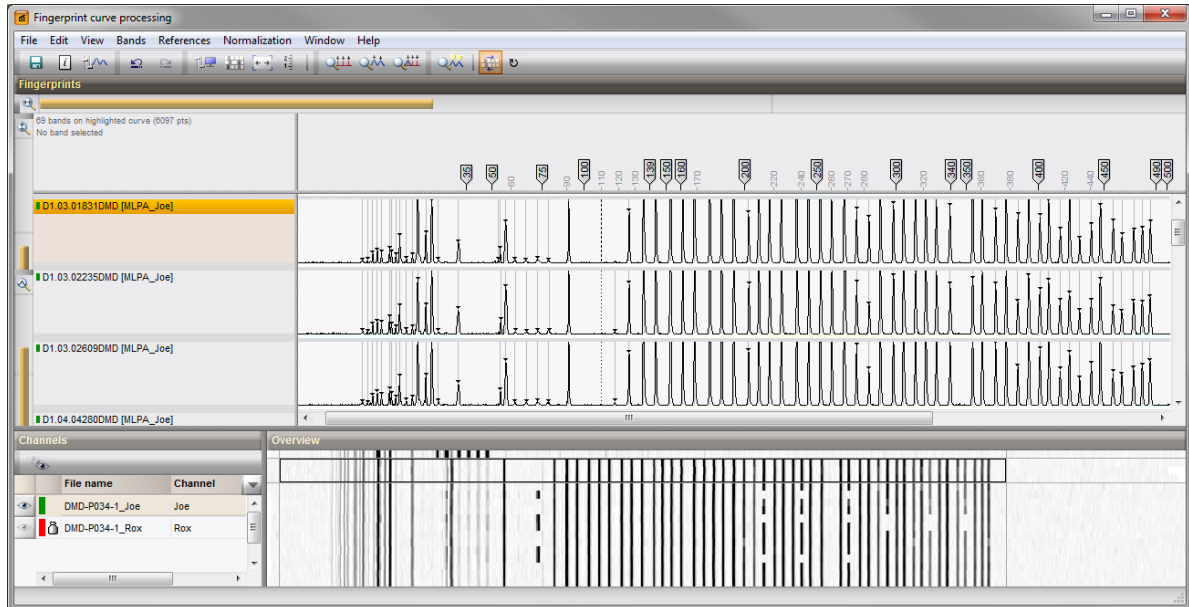 Fingerprint curve processing
File Edit View Bands References Normalization Window Help
Fingerprints
69 bands on highlighted curve (6097 pts)
No band selected
35 50 60 75 90 100 110 120 130 139 150 160 170 200 220 240 250 260 270 280 300 320 340 350 360 380 400 420 440 450 490 500
D1.03.01831DMD [MLPA_Joe]
D1.03.02235DMD [MLPA_Joe]
D1.03.02609DMD [MLPA_Joe]
D1.04.04280DMD [MLPA_Joe]
Channels
Overview
File name Channel
DMD-P034-1_Joe Joe
DMD-P034-1_Rox Rox